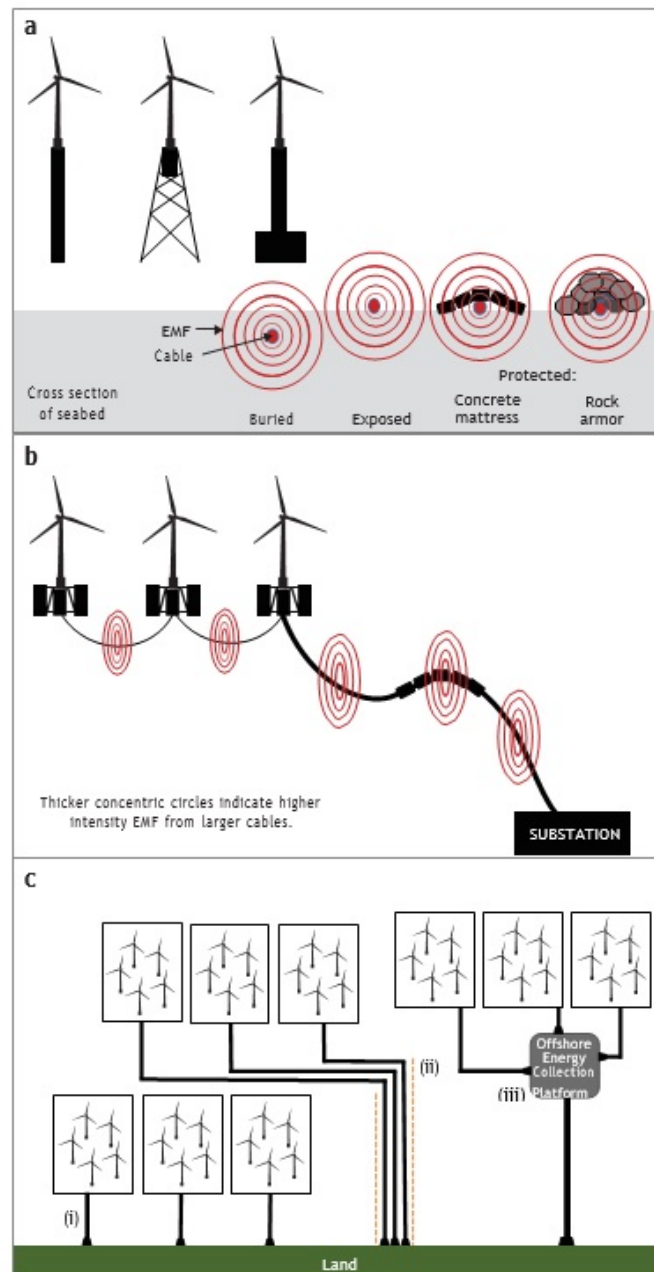 a
EMF
Cable
Cross section
of seabed
Buried
Exposed
Protected:
Concrete
mattress
Rock
armor
b
Thicker concentric circles indicate higher
intensity EMF from larger cables.
SUBSTATION
c
(i)
(ii)
Offshore
Energy
Collection
(iii) Platform
Land